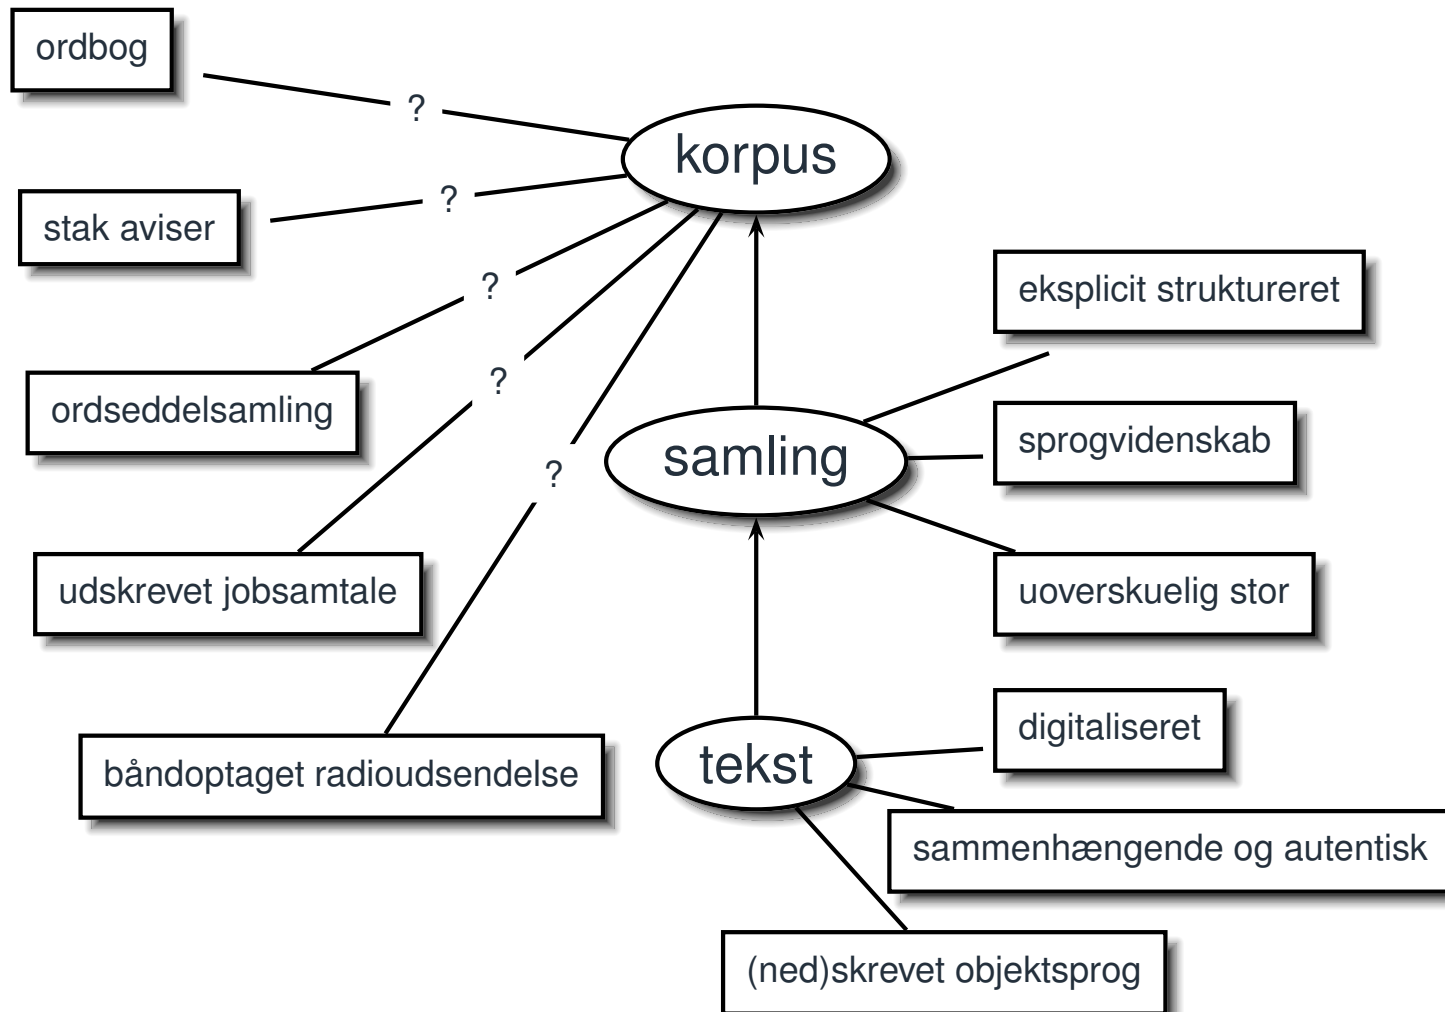 ordbog
?
korpus
stak aviser
?
eksplicit struktureret
?
ordseddelsamling
?
samling
sprogvidenskab
?
udskrevet jobsamtale
uoverskuelig stor
digitaliseret
båndoptaget radioudsendelse
tekst
sammenhængende og autentisk
(ned)skrevet objektsprog